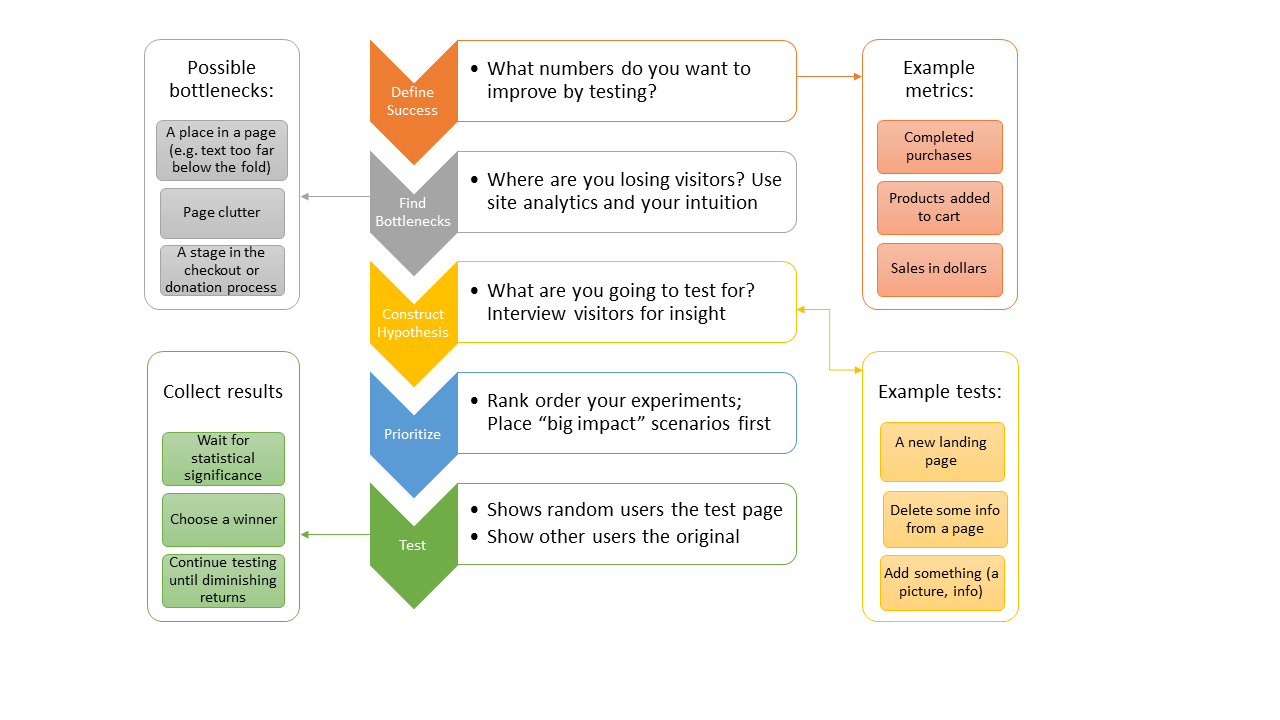 Possible
bottlenecks:
A place in a page
(e.g. text too far
below the fold)
Page clutter
A stage in the
checkout or
donation process
Define
Success
• What numbers do you want to
improve by testing?
Example
metrics:
Completed
purchases
Products added
to cart
Sales in dollars
Find
Bottlenecks
• Where are you losing visitors? Use
site analytics and your intuition
Construct
Hypothesis
• What are you going to test for?
Interview visitors for insight
Prioritize
• Rank order your experiments;
Place “big impact” scenarios first
Test
• Shows random users the test page
• Show other users the original
Collect results
Wait for
statistical
significance
Choose a winner
Continue testing
until diminishing
returns
Example tests:
A new landing
page
Delete some info
from a page
Add something (a
picture, info)